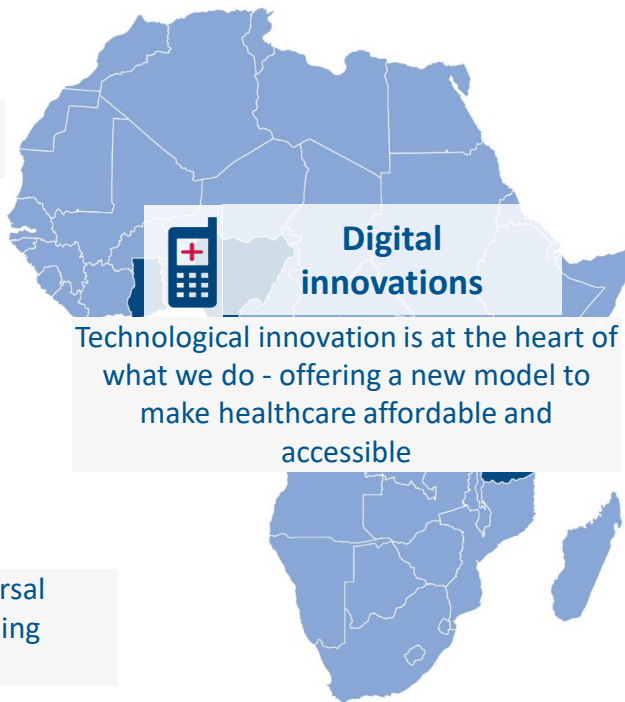 Digital
innovations
Technological innovation is at the heart of
what we do - offering a new model to
make healthcare affordable and
accessible
rsal
ing